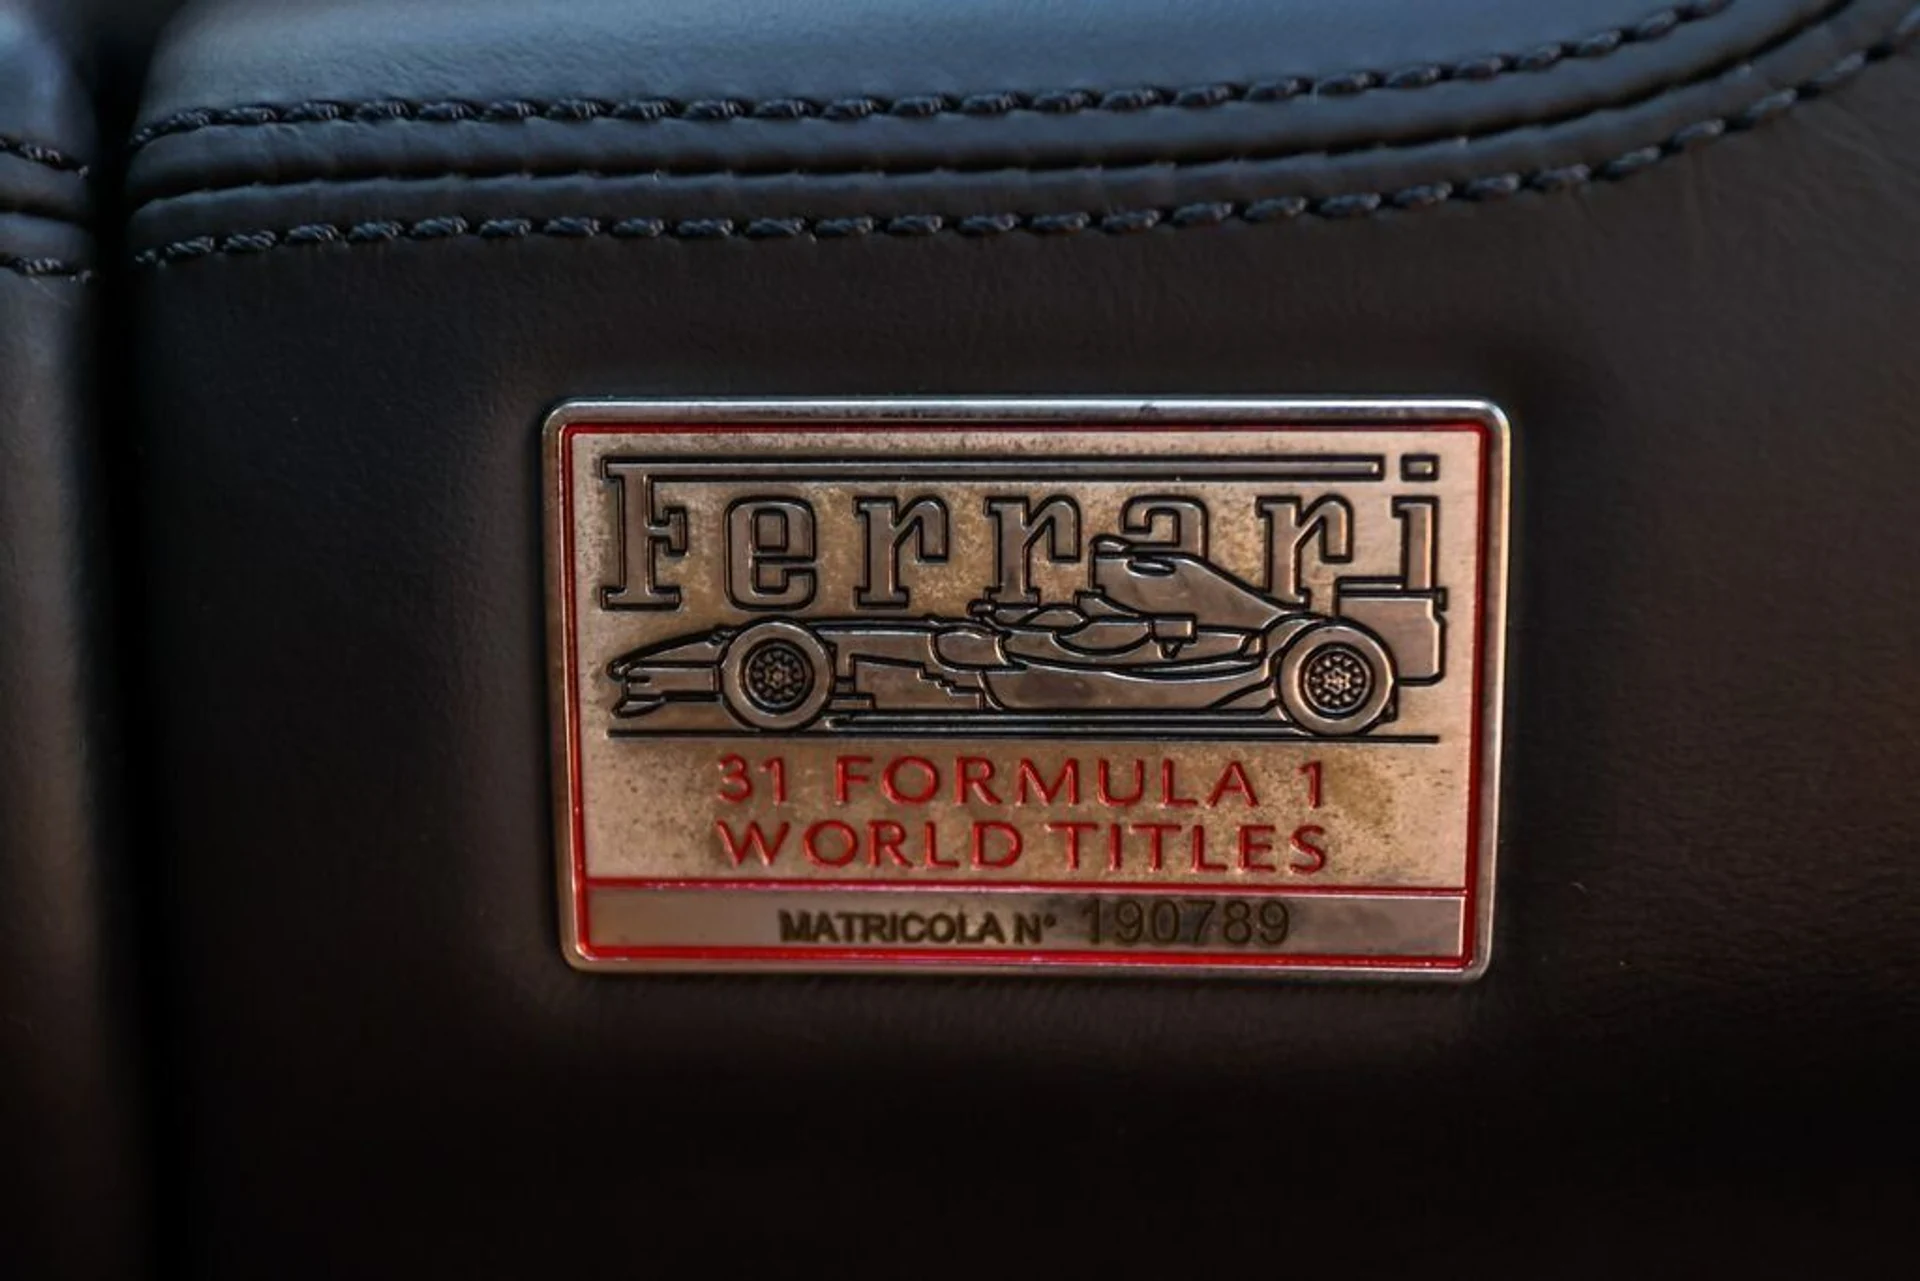 Ferrari
31 FORMULA 1
WORLD TITLES
MATRICOLA N° 190789